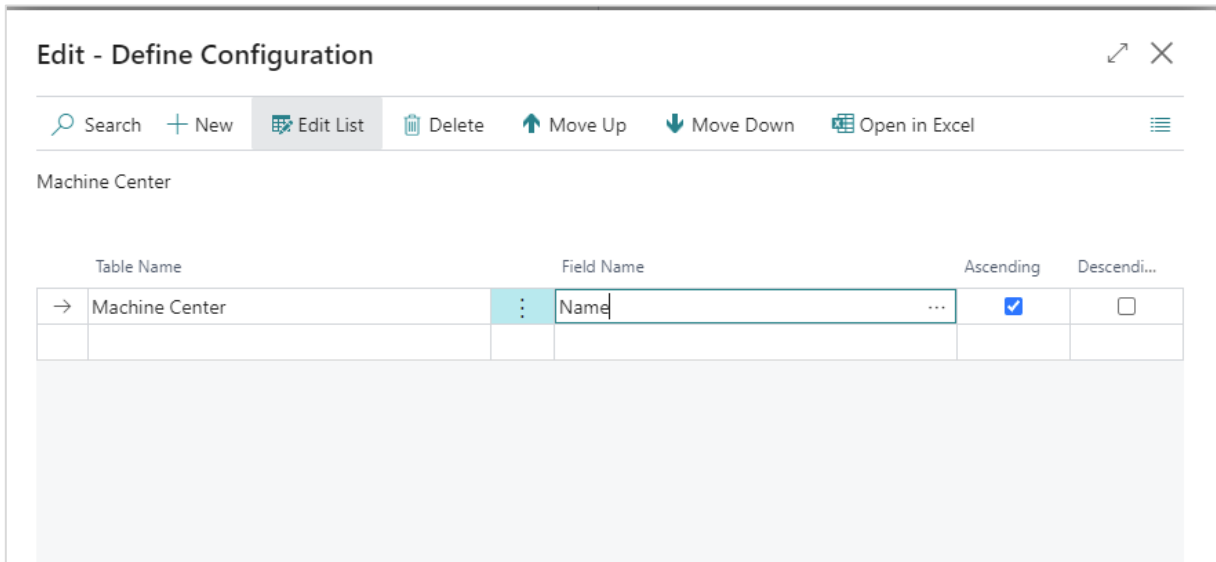 Edit - Define Configuration
Search New Edit List Delete Move Up Move Down Open in Excel
Machine Center
Table Name Field Name Ascending Descendi...
Machine Center Name